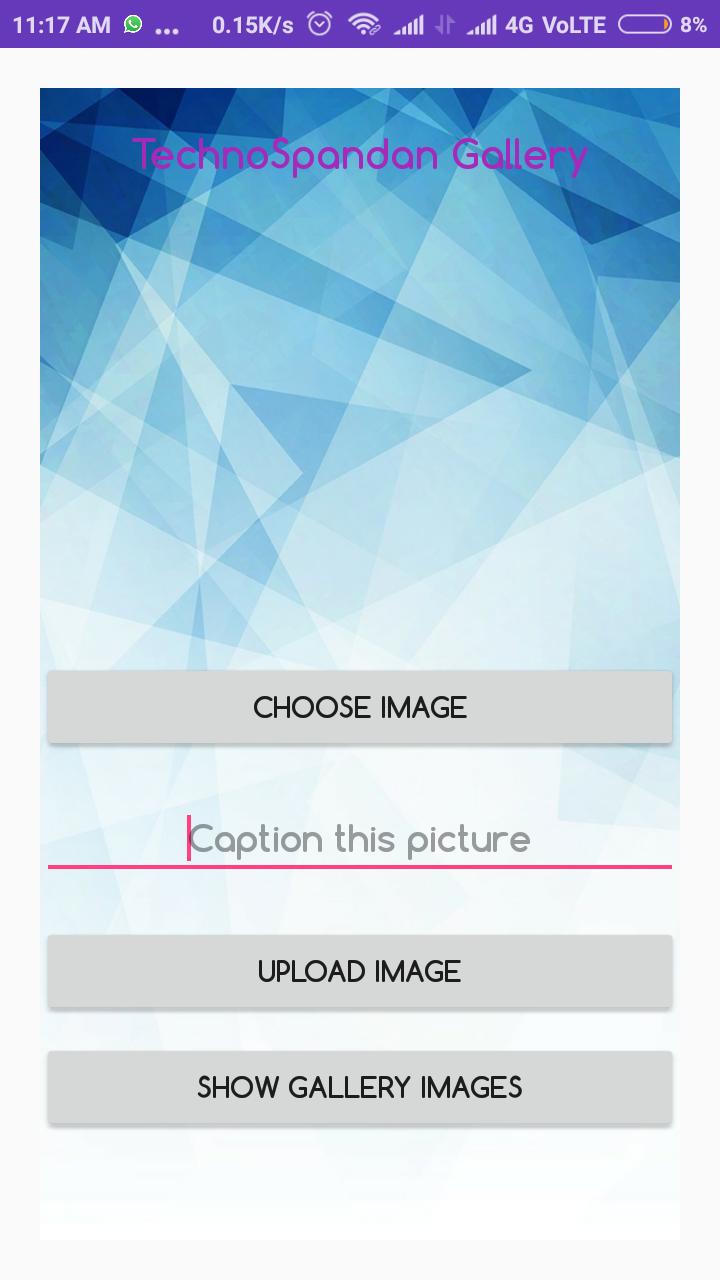 11:17 AM ... 0.15K/s 4G VoLTE 8%
TechnoSpandan Gallery
CHOOSE IMAGE
Caption this picture
UPLOAD IMAGE
SHOW GALLERY IMAGES